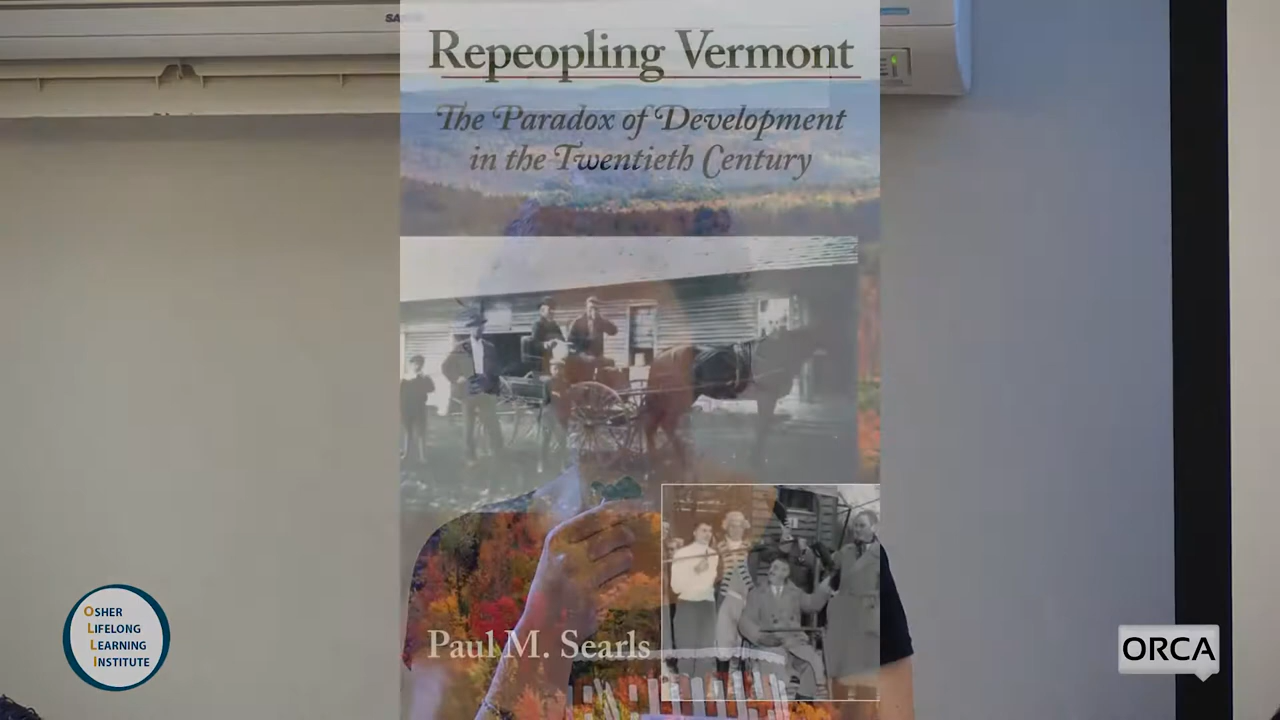 Repeopling Vermont
The Paradox of Development
in the Twentieth Century
Paul M. Searls
OSHER
LIFELONG
LEARNING
INSTITUTE
ORCA